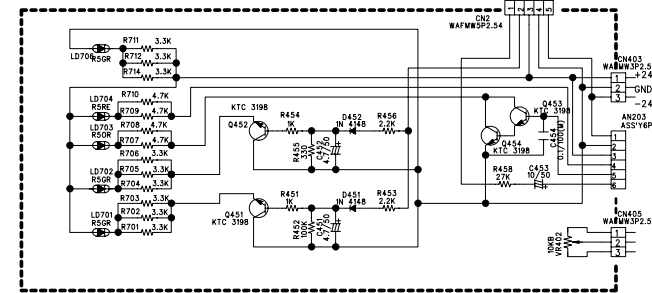 1 2 3 4 5
CN2
WAFMW5P2.54
R711 3.3K
LD706 R5GR
R712 3.3K
R714 3.3K
CN403
WAFMW3P2.5
1 +24
2 GND
3 -24
LD704 R5RE
R710 4.7K
R709 4.7K
LD703 R5OR
R708 4.7K
R707 4.7K
R706 3.3K
LD702 R5GR
R705 3.3K
R704 3.3K
R703 3.3K
LD701 R5GR
R702 3.3K
R701 3.3K
KTC 3198
Q452
R454 1K
D452
1N 4148
R456 2.2K
R455 330
C452 4.7/50
Q453
KTC 3198
Q454
KTC 3198
C454 0.1/100(M)
AN203
ASS'Y6P
1
2
3
4
5
6
R458 27K
C453 10/50
Q451
KTC 3198
R451 1K
D451
1N 4148
R453 2.2K
R452 100K
C451 4.7/50
CN405
WAFMW3P2.5
1
2
3
10KB
VR402